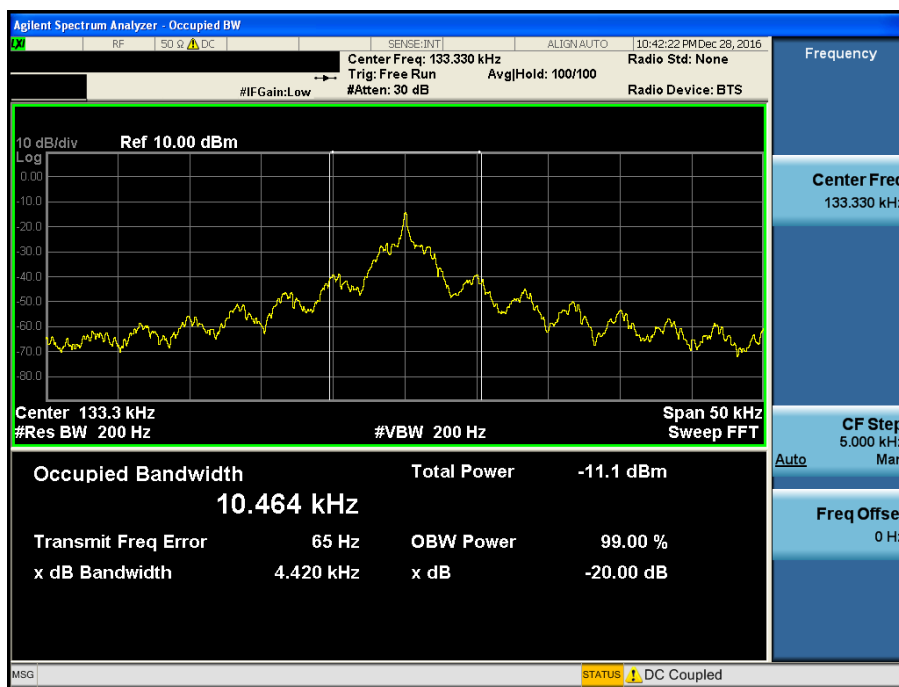 Agilent Spectrum Analyzer - Occupied BW
LXI RF 50 Ω DC SENSE:INT ALIGN AUTO 10:42:22 PM Dec 28, 2016
Center Freq: 133.330 kHz Radio Std: None
Trig: Free Run Avg|Hold: 100/100
#IFGain:Low #Atten: 30 dB Radio Device: BTS
10 dB/div Ref 10.00 dBm
Log
0.00
-10.0
-20.0
-30.0
-40.0
-50.0
-60.0
-70.0
-80.0
Center 133.3 kHz Span 50 kHz
#Res BW 200 Hz #VBW 200 Hz Sweep FFT
Occupied Bandwidth Total Power -11.1 dBm
10.464 kHz
Transmit Freq Error 65 Hz OBW Power 99.00 %
x dB Bandwidth 4.420 kHz x dB -20.00 dB
Frequency
Center Freq
133.330 kHz
CF Step
5.000 kHz
Auto Man
Freq Offset
0 Hz
MSG STATUS DC Coupled